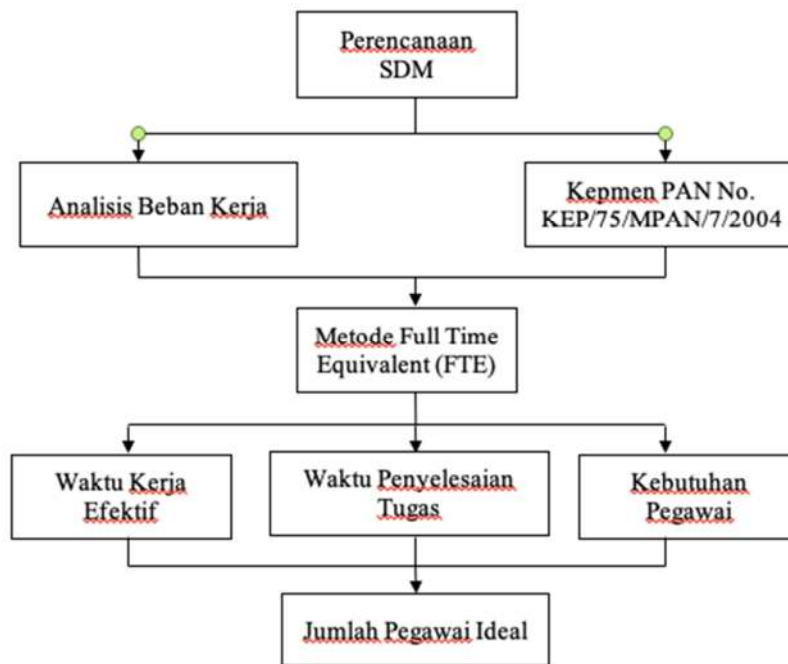 Perencanaan
SDM
Analisis Beban Kerja
Kepmen PAN No.
KEP/75/MPAN/7/2004
Metode Full Time
Equivalent (FTE)
Waktu Kerja
Efektif
Waktu Penyelesaian
Tugas
Kebutuhan
Pegawai
Jumlah Pegawai Ideal